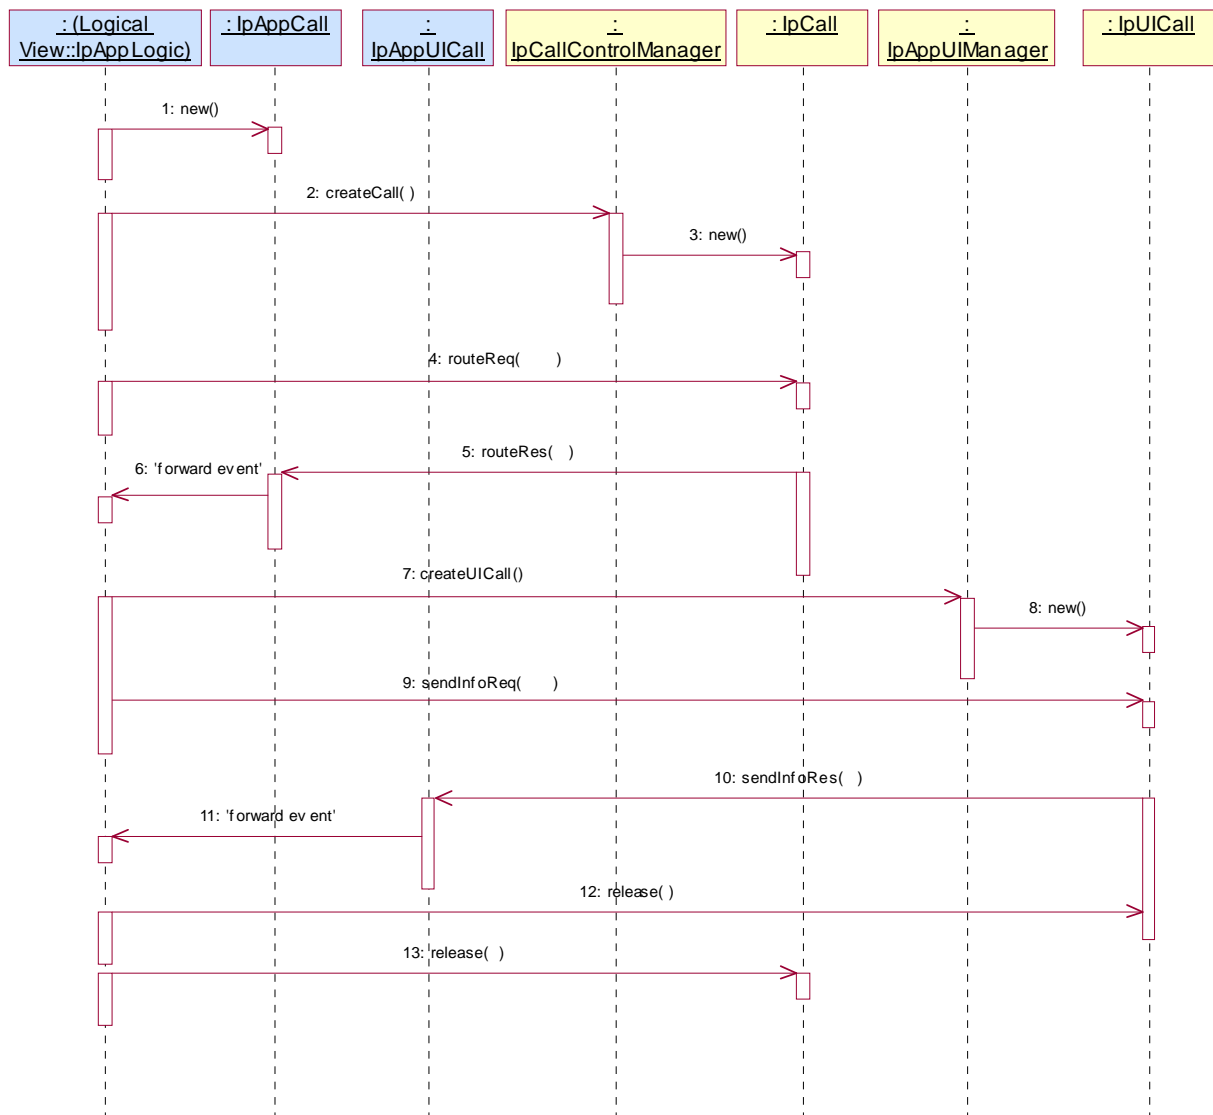 : (Logical
View::IpAppLogic)
: IpAppCall
:
IpAppUICall
:
IpCallControlManager
: IpCall
:
IpAppUIManager
: IpUICall
1: new()
2: createCall( )
3: new()
4: routeReq( )
5: routeRes( )
6: 'forward event'
7: createUICall()
8: new()
9: sendInfoReq( )
10: sendInfoRes( )
11: 'forward event'
12: release( )
13: release( )